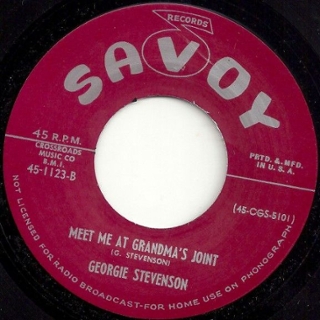 RECORDS
SAVOY
45 R.P.M.
CROSSROADS
MUSIC CO
B.M.I.
45-1123-B
PRTD. & MFD.
IN U.S.A.
(45-CGS-5101)
MEET ME AT GRANDMA'S JOINT
(G. STEVENSON)
GEORGIE STEVENSON
NOT LICENSED FOR RADIO BROADCAST-FOR HOME USE ON PHONOGRAPHS